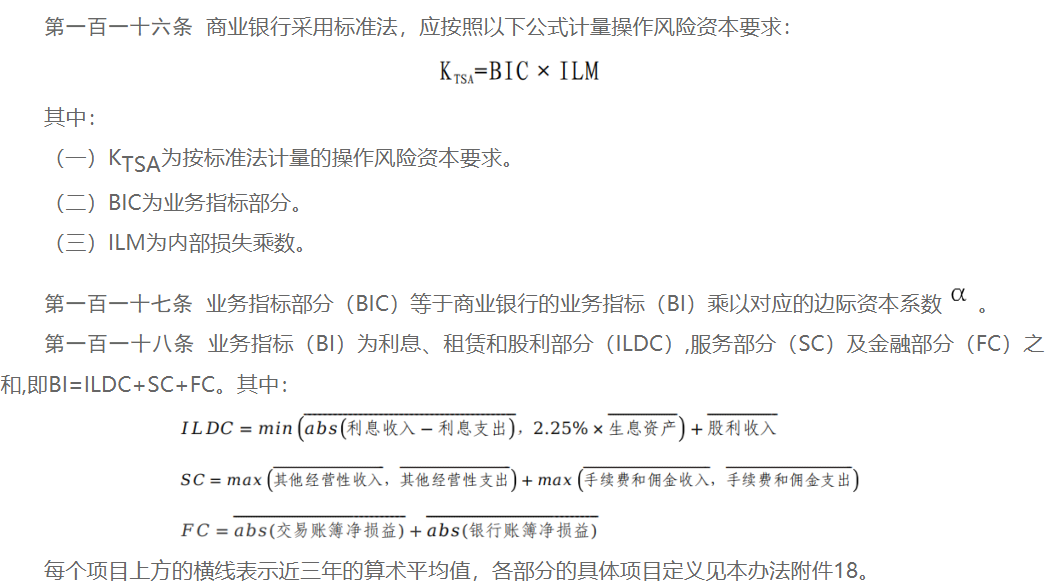 第一百一十六条 商业银行采用标准法，应按照以下公式计量操作风险资本要求：
K_TSA=BIC × ILM
其中：
（一）K_TSA为按标准法计量的操作风险资本要求。
（二）BIC为业务指标部分。
（三）ILM为内部损失乘数。
第一百一十七条 业务指标部分（BIC）等于商业银行的业务指标（BI）乘以对应的边际资本系数 α 。
第一百一十八条 业务指标（BI）为利息、租赁和股利部分（ILDC）,服务部分（SC）及金融部分（FC）之
和,即BI=ILDC+SC+FC。其中：
ILDC = min(abs(利息收入 − 利息支出), 2.25% × 生息资产) + 股利收入
SC = max(其他经营性收入, 其他经营性支出) + max(手续费和佣金收入, 手续费和佣金支出)
FC = abs(交易账簿净损益) + abs(银行账簿净损益)
每个项目上方的横线表示近三年的算术平均值，各部分的具体项目定义见本办法附件18。